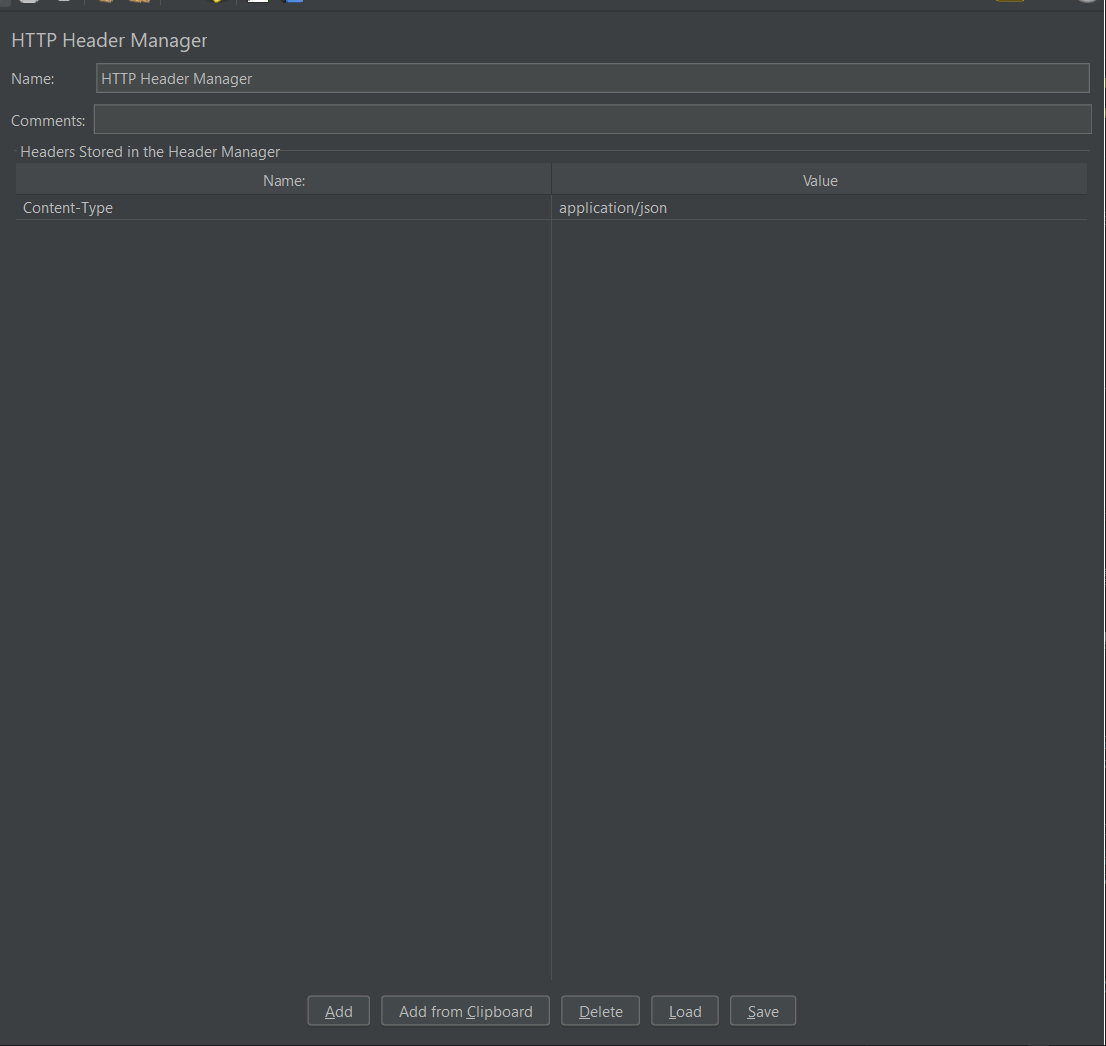 HTTP Header Manager
Name: HTTP Header Manager
Comments:
Headers Stored in the Header Manager
Name: Value
Content-Type application/json
Add Add from Clipboard Delete Load Save